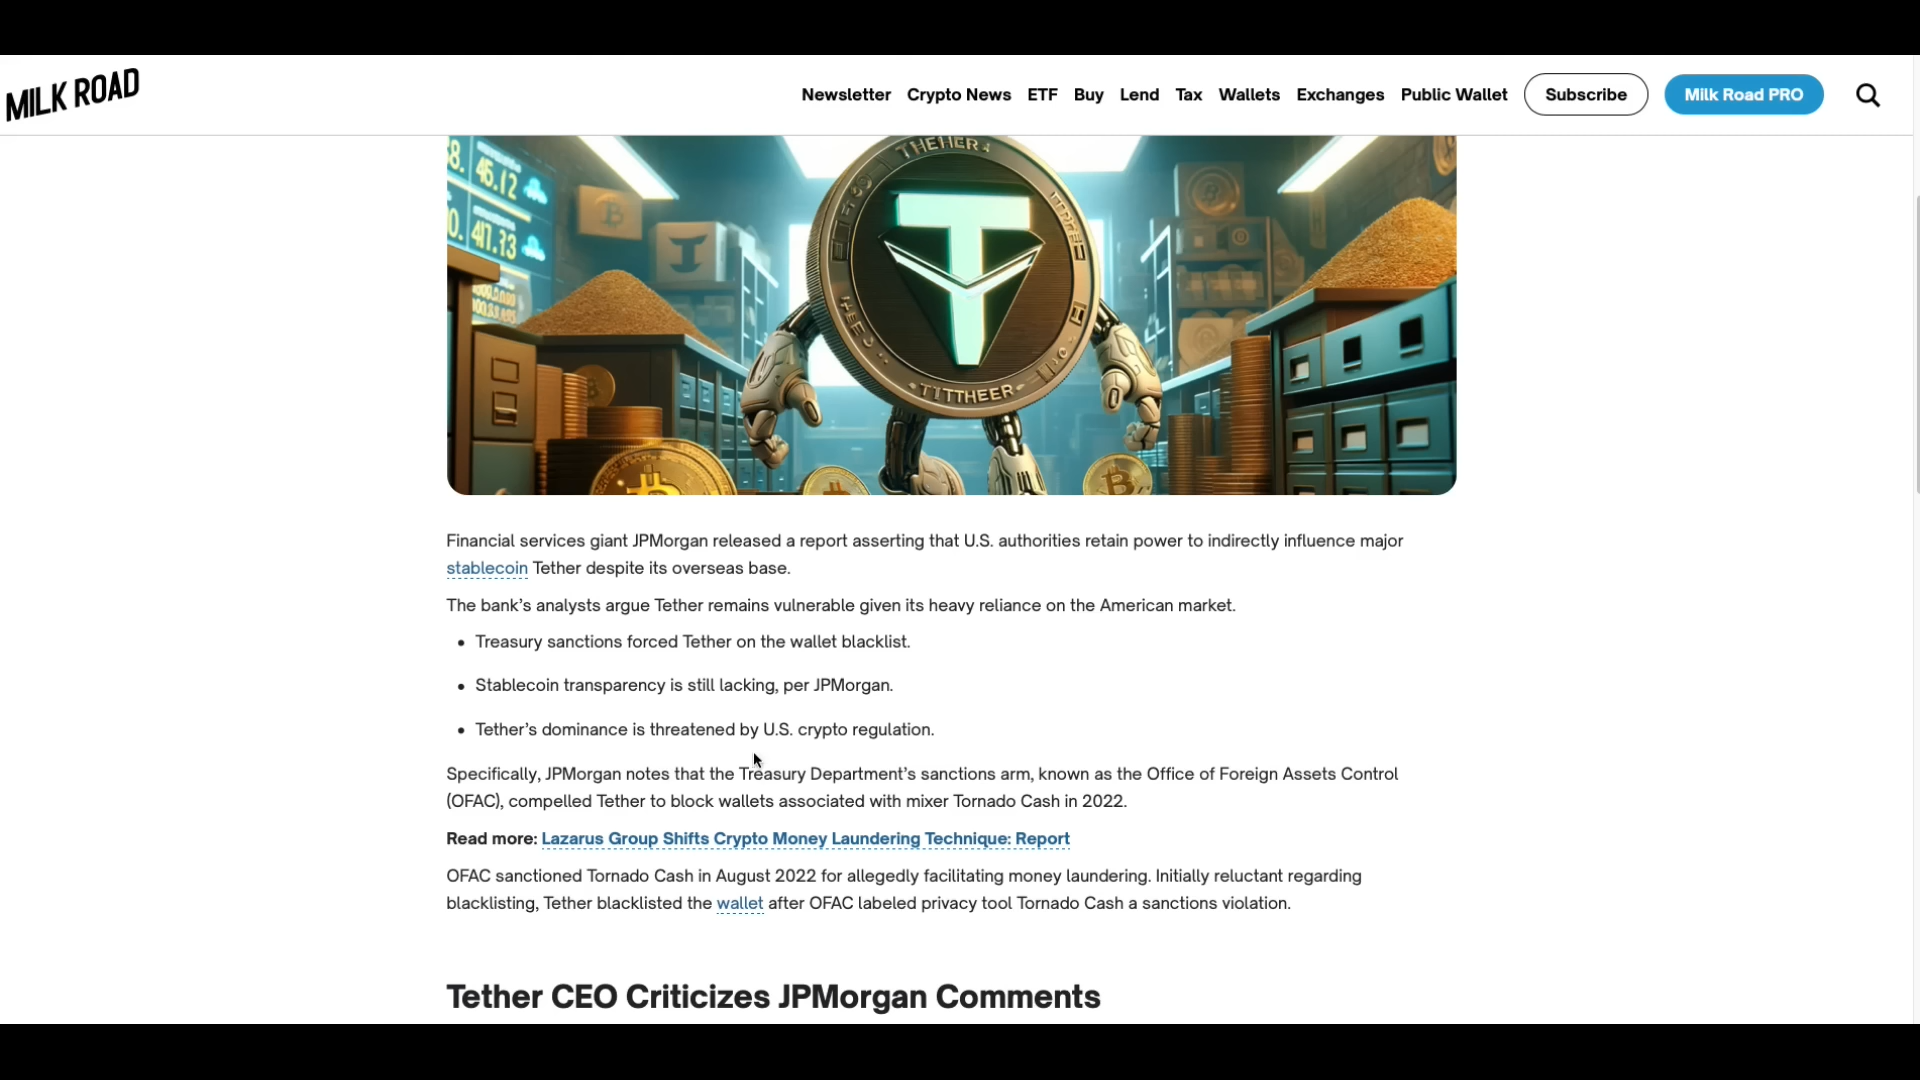 MILK ROAD
Newsletter Crypto News ETF Buy Lend Tax Wallets Exchanges Public Wallet Subscribe Milk Road PRO
THEHER
46.12
417.73
T1TTHEER
Financial services giant JPMorgan released a report asserting that U.S. authorities retain power to indirectly influence major
stablecoin Tether despite its overseas base.
The bank’s analysts argue Tether remains vulnerable given its heavy reliance on the American market.
• Treasury sanctions forced Tether on the wallet blacklist.
• Stablecoin transparency is still lacking, per JPMorgan.
• Tether’s dominance is threatened by U.S. crypto regulation.
Specifically, JPMorgan notes that the Treasury Department’s sanctions arm, known as the Office of Foreign Assets Control
(OFAC), compelled Tether to block wallets associated with mixer Tornado Cash in 2022.
Read more: Lazarus Group Shifts Crypto Money Laundering Technique: Report
OFAC sanctioned Tornado Cash in August 2022 for allegedly facilitating money laundering. Initially reluctant regarding
blacklisting, Tether blacklisted the wallet after OFAC labeled privacy tool Tornado Cash a sanctions violation.
Tether CEO Criticizes JPMorgan Comments